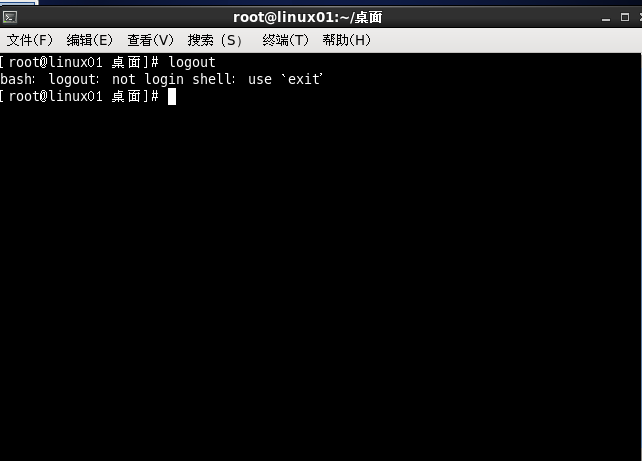 root@linux01:~/桌面
文件(F) 编辑(E) 查看(V) 搜索 (S) 终端(T) 帮助(H)
[root@linux01 桌面]# logout
bash: logout: not login shell: use `exit'
[root@linux01 桌面]#